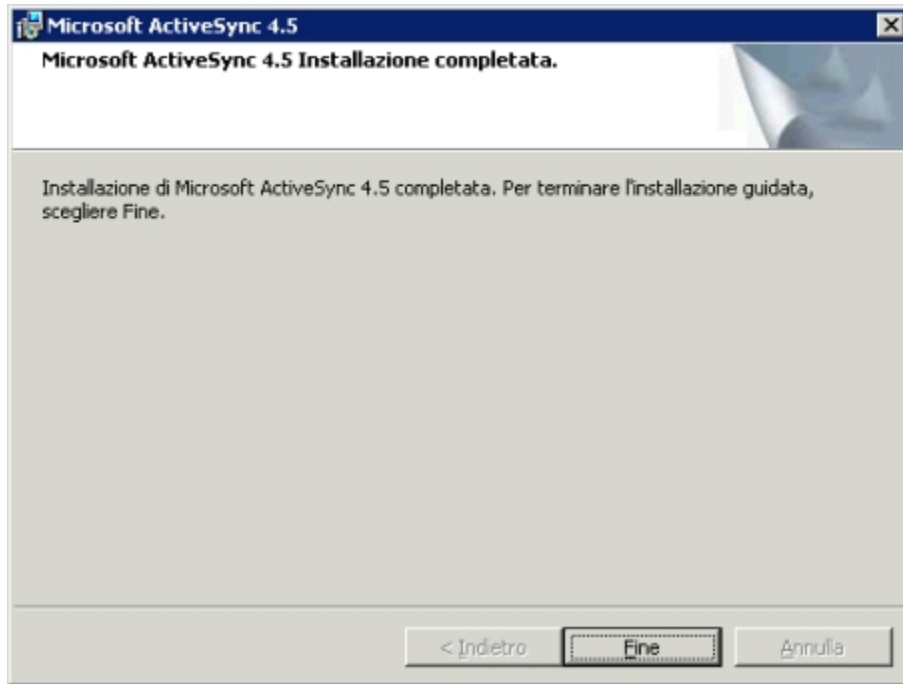 Microsoft ActiveSync 4.5
Microsoft ActiveSync 4.5 Installazione completata.
Installazione di Microsoft ActiveSync 4.5 completata. Per terminare l'installazione guidata,
scegliere Fine.
< Indietro Fine Annulla